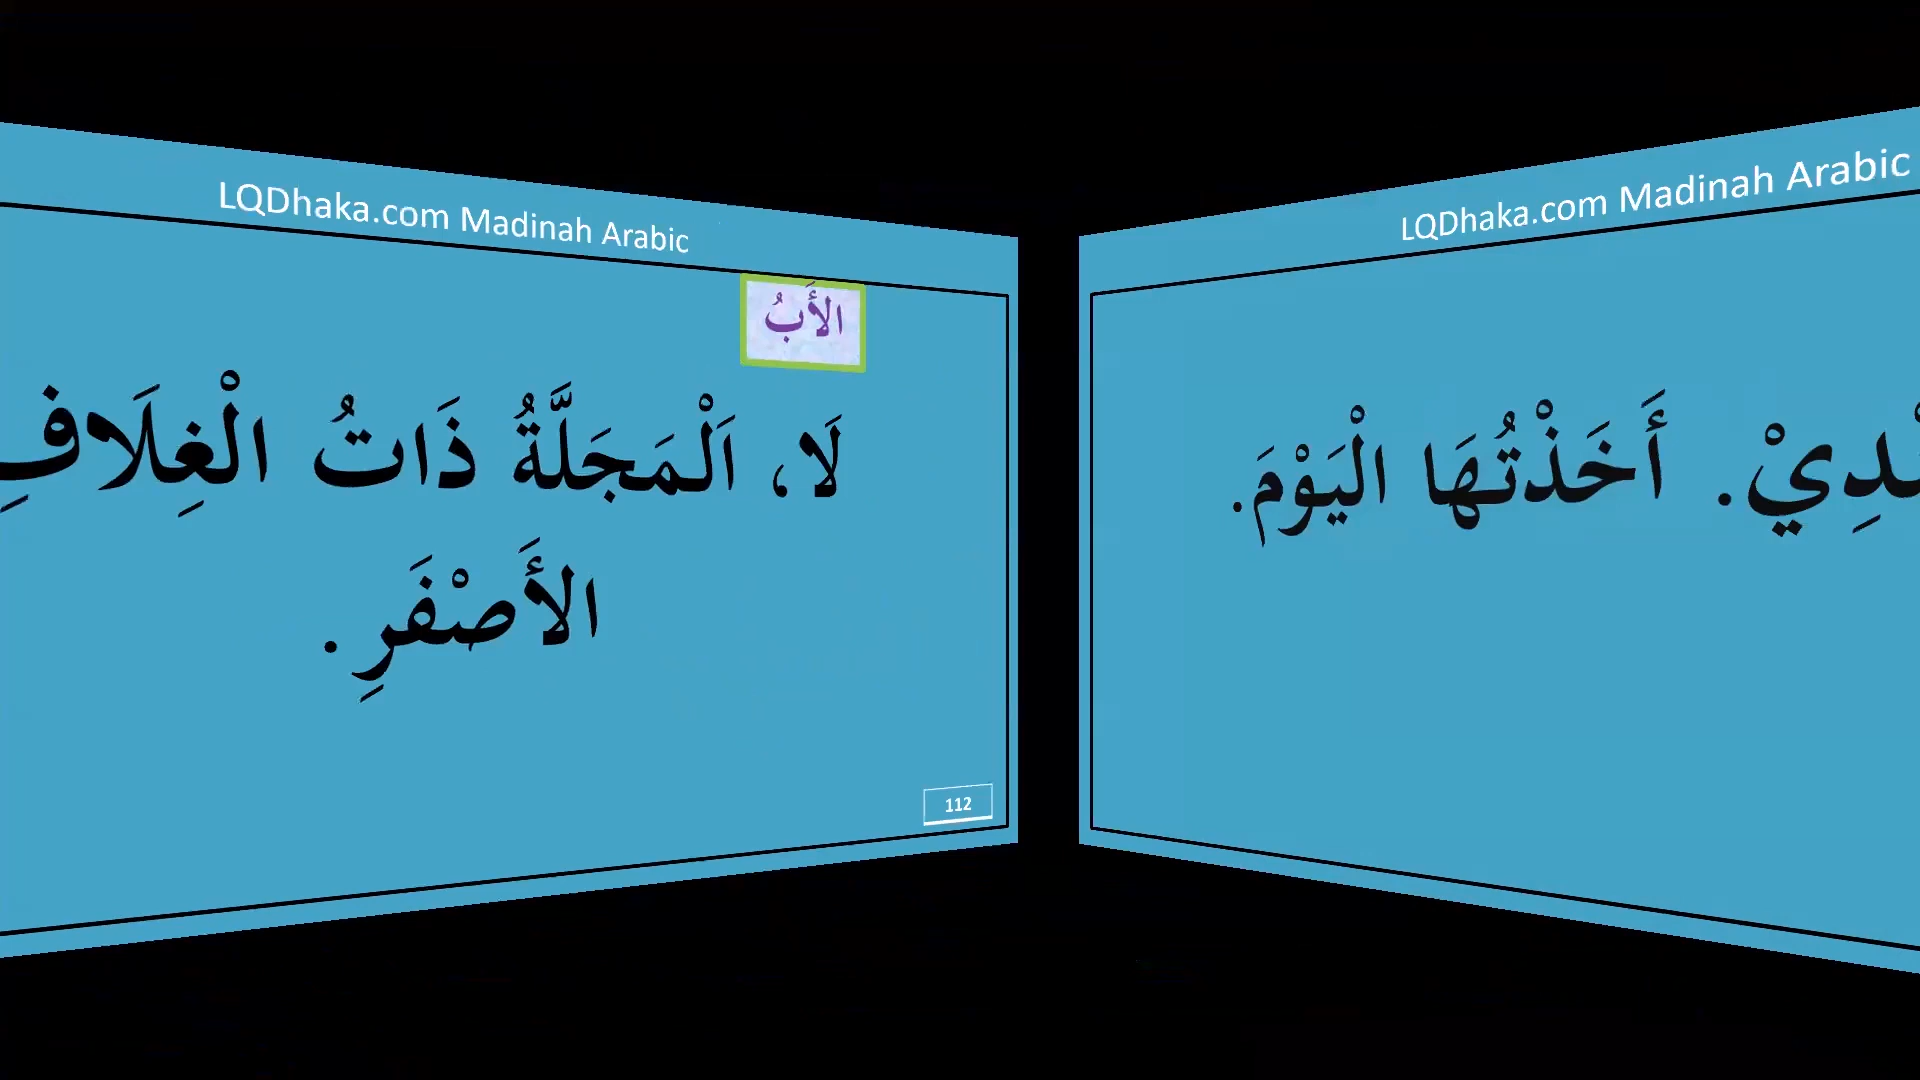 LQDhaka.com Madinah Arabic
الأَبُ
لَا، اَلْمَجَلَّةُ ذَاتُ الْغِلَافِ
الأَصْفَرِ.
112
LQDhaka.com Madinah Arabic
أَخَذْتُهَا الْيَوْمَ.